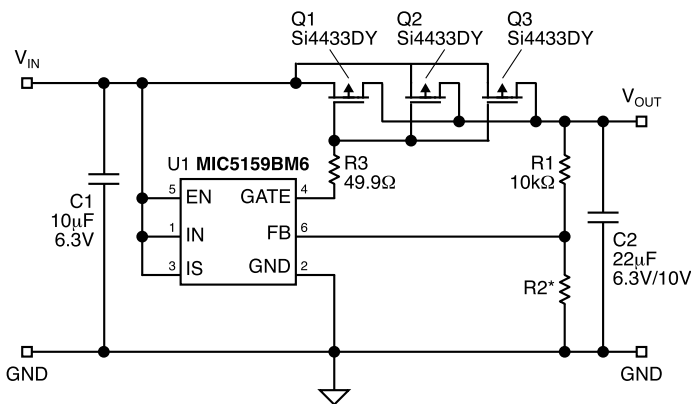 Q1
Si4433DY
Q2
Si4433DY
Q3
Si4433DY
VIN
VOUT
U1 MIC5159BM6
R3
49.9Ω
R1
10kΩ
C1
10µF
6.3V
5 EN GATE 4
1 IN FB 6
3 IS GND 2
C2
22µF
6.3V/10V
R2*
GND
GND